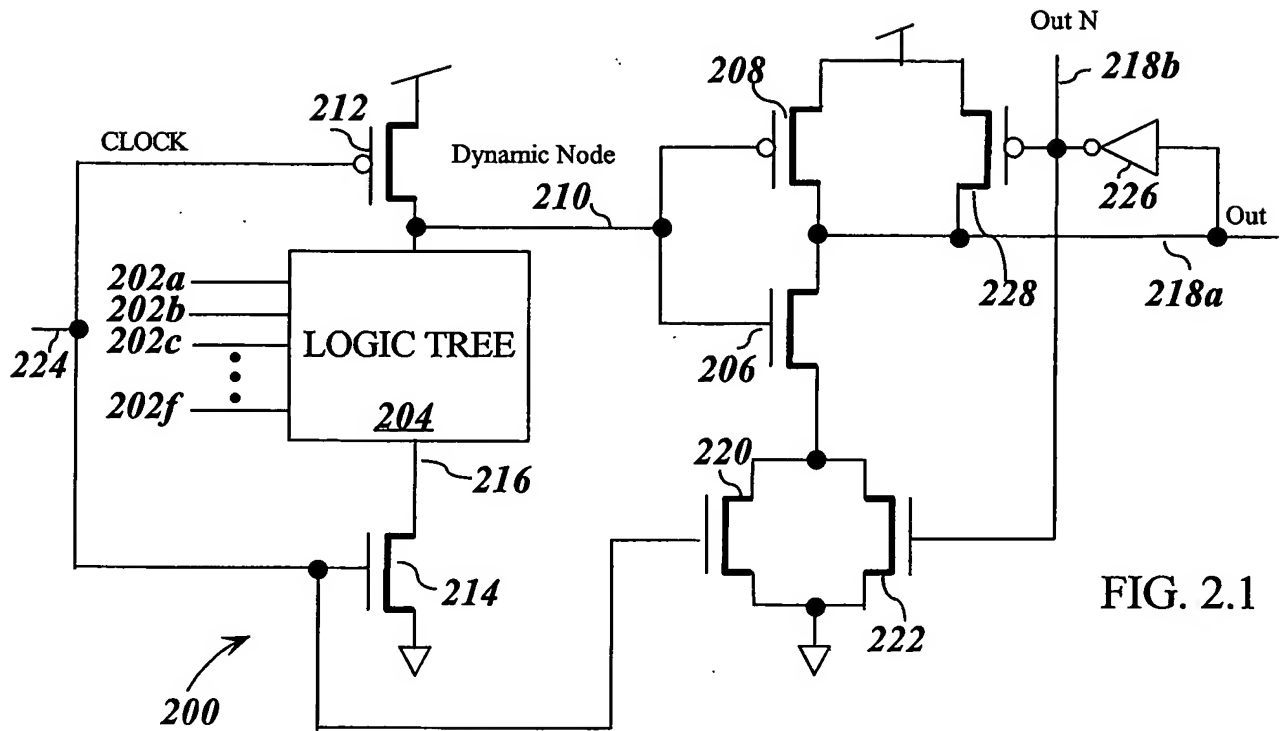 Out N
218b
208
212
CLOCK
Dynamic Node
210
226
Out
228
218a
202a
202b
202c
202f
224
LOGIC TREE
204
206
216
220
214
222
FIG. 2.1
200